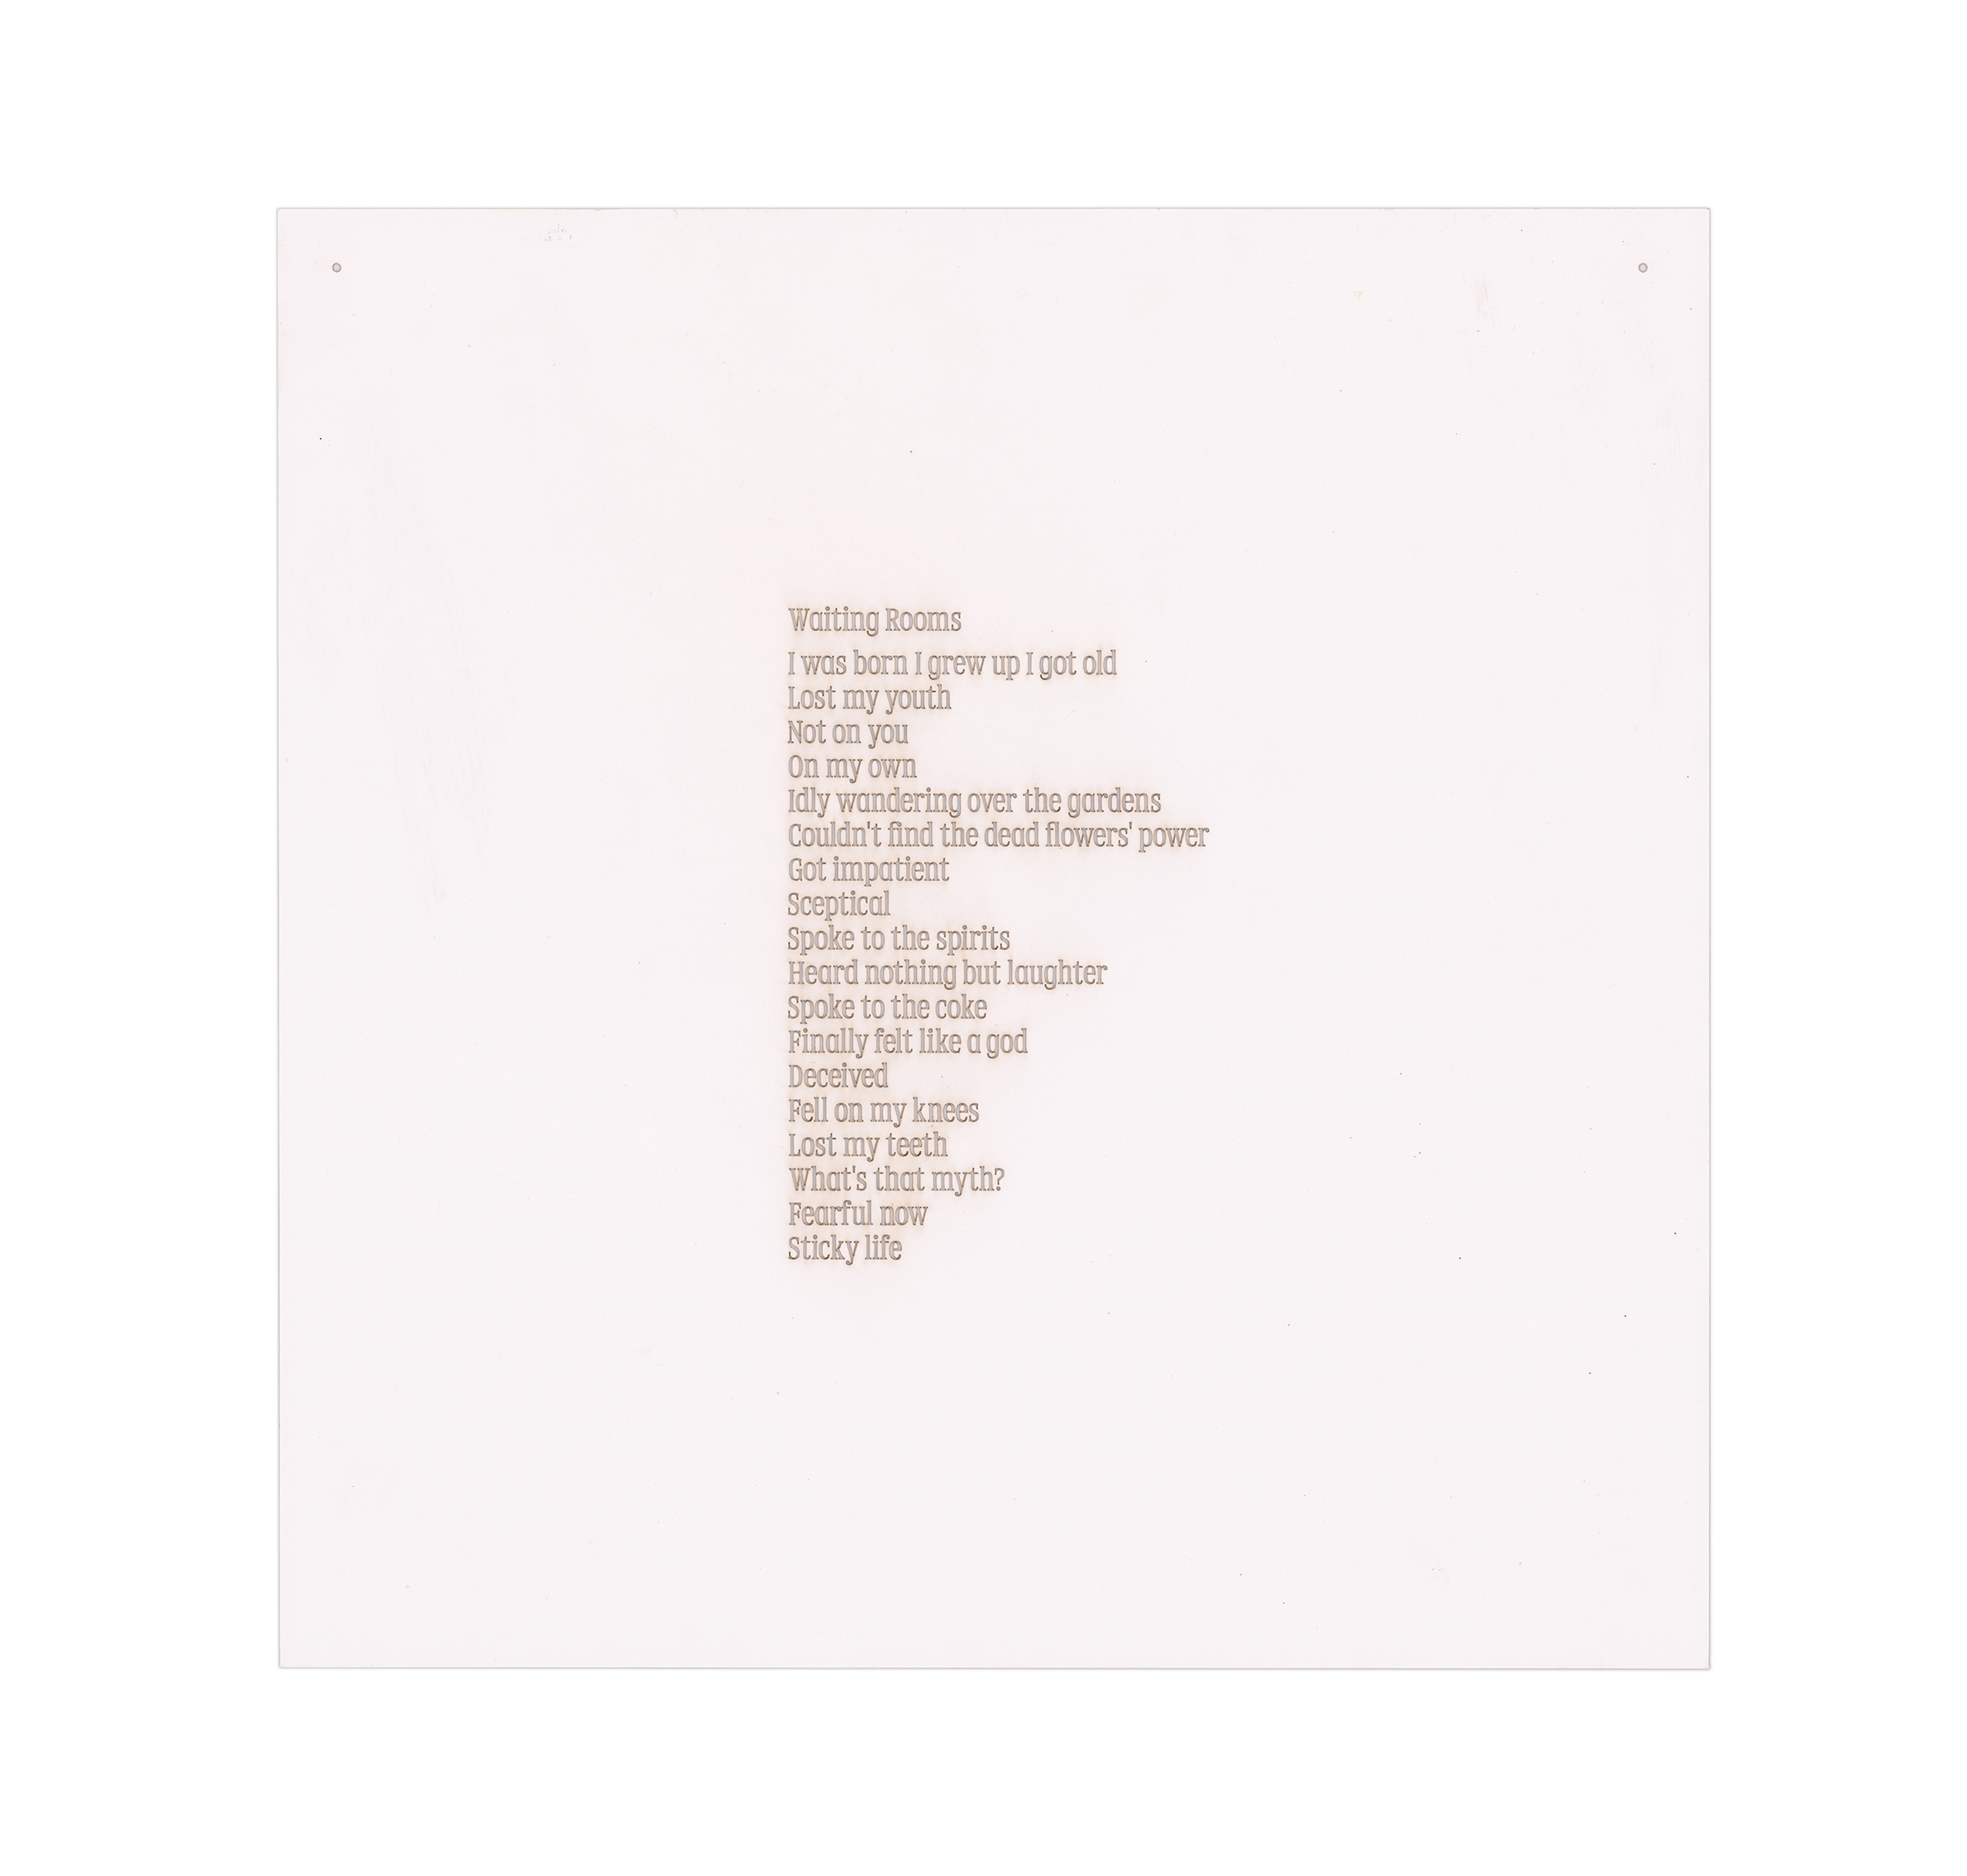 Waiting Rooms
I was born I grew up I got old
Lost my youth
Not on you
On my own
Idly wandering over the gardens
Couldn't find the dead flowers' power
Got impatient
Sceptical
Spoke to the spirits
Heard nothing but laughter
Spoke to the coke
Finally felt like a god
Deceived
Fell on my knees
Lost my teeth
What's that myth?
Fearful now
Sticky life